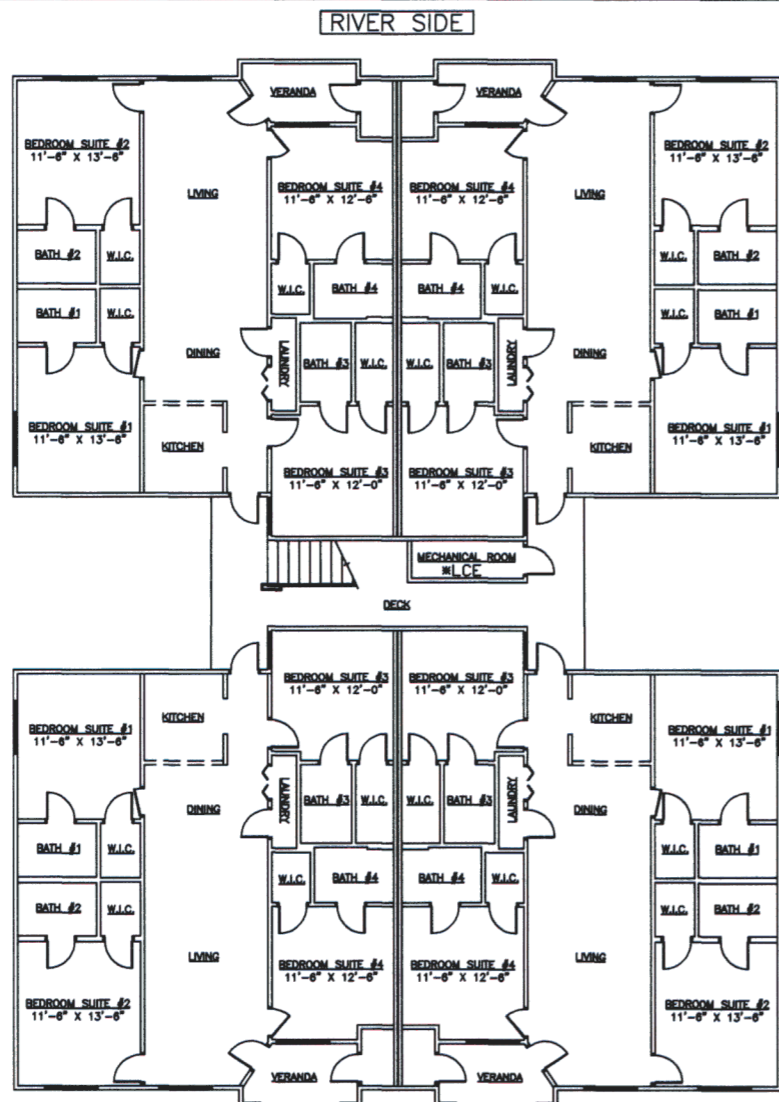 RIVER SIDE
VERANDA
VERANDA
BEDROOM SUITE #2
11'-6" X 13'-6"
LIVING
BEDROOM SUITE #4
11'-6" X 12'-6"
BEDROOM SUITE #4
11'-6" X 12'-6"
LIVING
BEDROOM SUITE #2
11'-6" X 13'-6"
BATH #2
W.I.C.
W.I.C.
BATH #4
BATH #4
W.I.C.
W.I.C.
BATH #2
BATH #1
W.I.C.
W.I.C.
BATH #1
DINING
LAUNDRY
BATH #3
W.I.C.
W.I.C.
BATH #3
LAUNDRY
DINING
BEDROOM SUITE #1
11'-6" X 13'-6"
KITCHEN
BEDROOM SUITE #3
11'-6" X 12'-0"
BEDROOM SUITE #3
11'-6" X 12'-0"
KITCHEN
BEDROOM SUITE #1
11'-6" X 13'-6"
MECHANICAL ROOM
*LCE
DECK
BEDROOM SUITE #1
11'-6" X 13'-6"
KITCHEN
BEDROOM SUITE #3
11'-6" X 12'-0"
BEDROOM SUITE #3
11'-6" X 12'-0"
KITCHEN
BEDROOM SUITE #1
11'-6" X 13'-6"
DINING
LAUNDRY
BATH #3
W.I.C.
W.I.C.
BATH #3
LAUNDRY
DINING
BATH #1
W.I.C.
W.I.C.
BATH #1
W.I.C.
BATH #4
BATH #4
W.I.C.
BATH #2
W.I.C.
W.I.C.
BATH #2
LIVING
BEDROOM SUITE #4
11'-6" X 12'-6"
BEDROOM SUITE #4
11'-6" X 12'-6"
LIVING
BEDROOM SUITE #2
11'-6" X 13'-6"
BEDROOM SUITE #2
11'-6" X 13'-6"
VERANDA
VERANDA